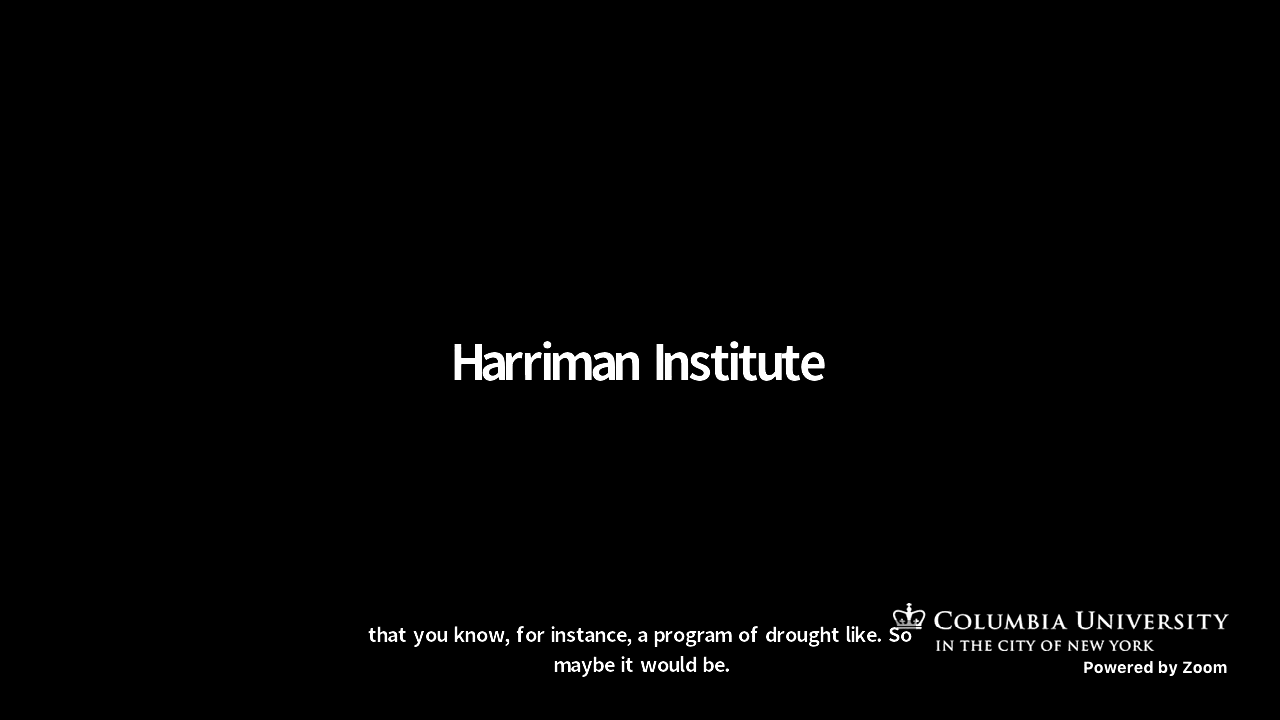 Harriman Institute
that you know, for instance, a program of drought like. So
maybe it would be.
COLUMBIA UNIVERSITY
IN THE CITY OF NEW YORK
Powered by Zoom